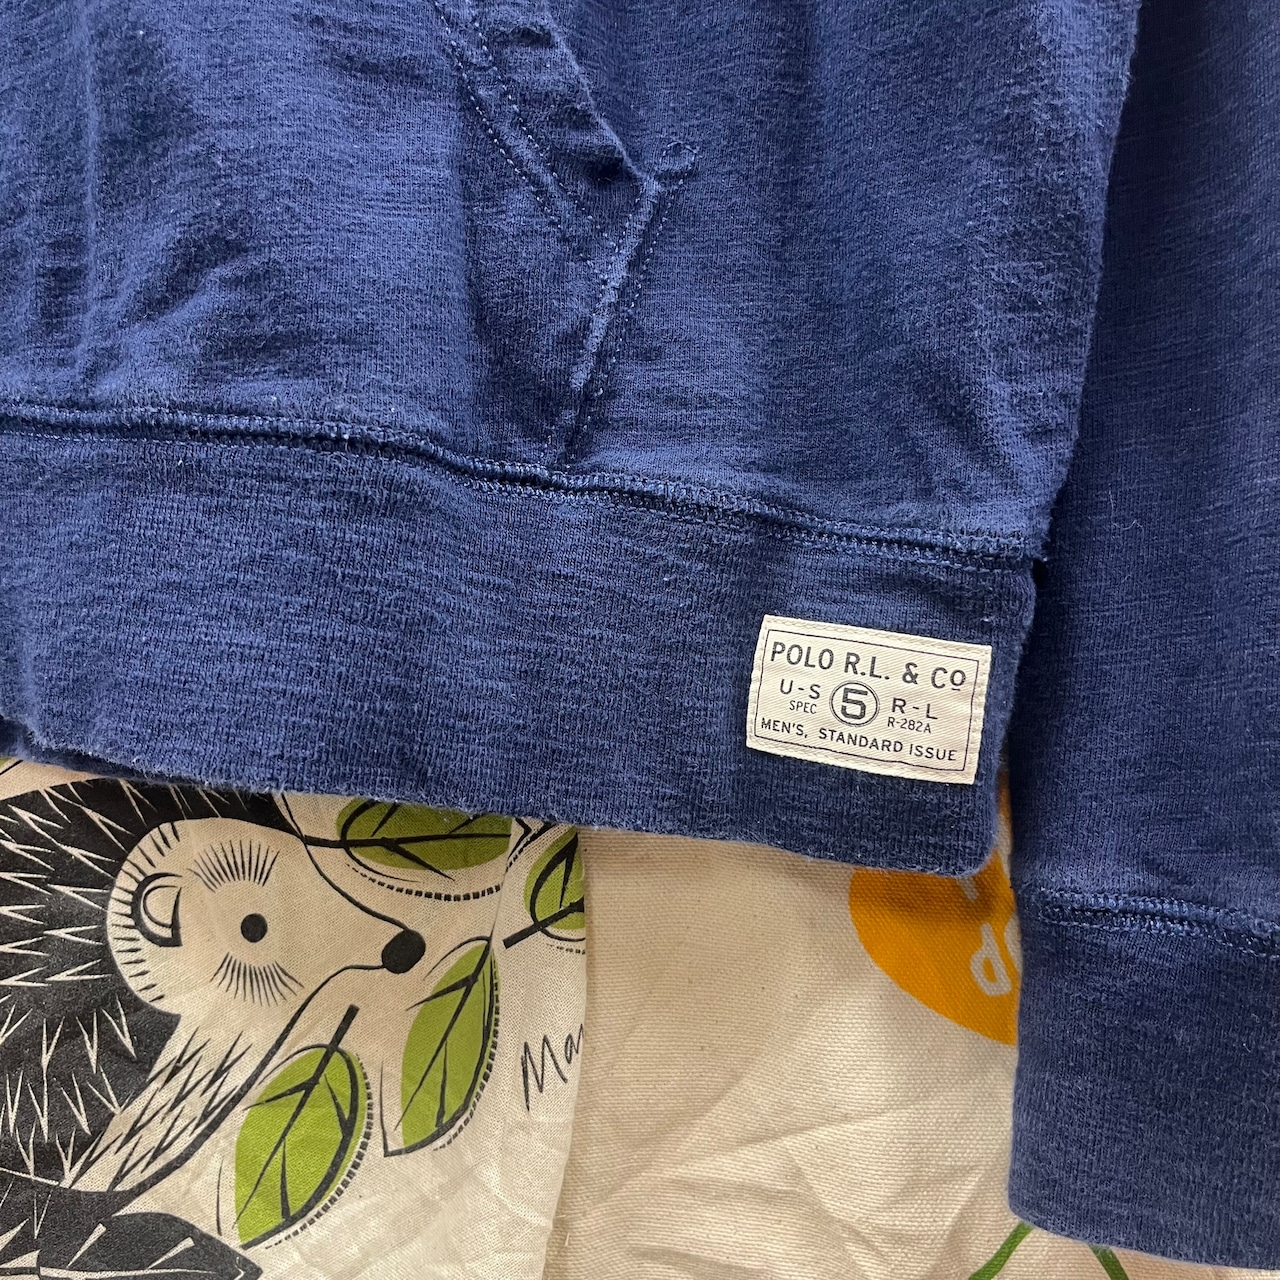 POLO R.L. & Cº
U-S 5 R-L
SPEC R-282A
MEN'S, STANDARD ISSUE